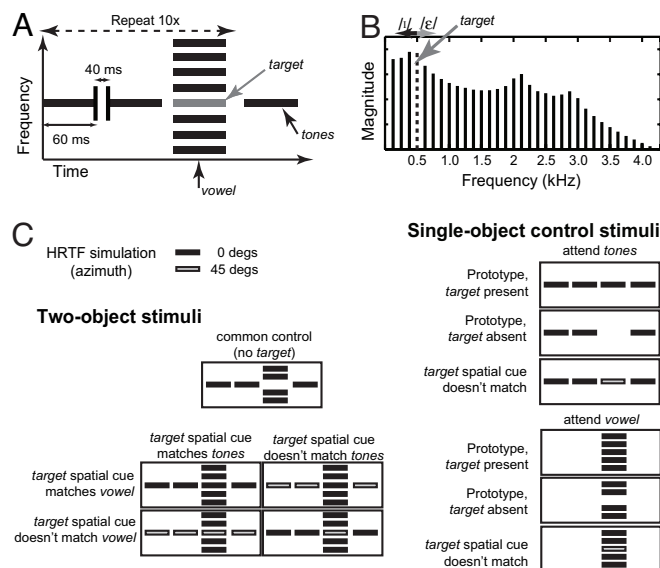 A
Repeat 10x
40 ms
target
Frequency
60 ms
tones
Time
vowel
B
/I/ /ɛ/
target
Magnitude
0.5 1.0 1.5 2.0 2.5 3.0 3.5 4.0
Frequency (kHz)
C
HRTF simulation
(azimuth)
0 degs
45 degs
Two-object stimuli
common control
(no target)
target spatial cue
matches tones
target spatial cue
doesn't match tones
target spatial cue
matches vowel
target spatial cue
doesn't match vowel
Single-object control stimuli
attend tones
Prototype,
target present
Prototype,
target absent
target spatial cue
doesn't match
attend vowel
Prototype,
target present
Prototype,
target absent
target spatial cue
doesn't match